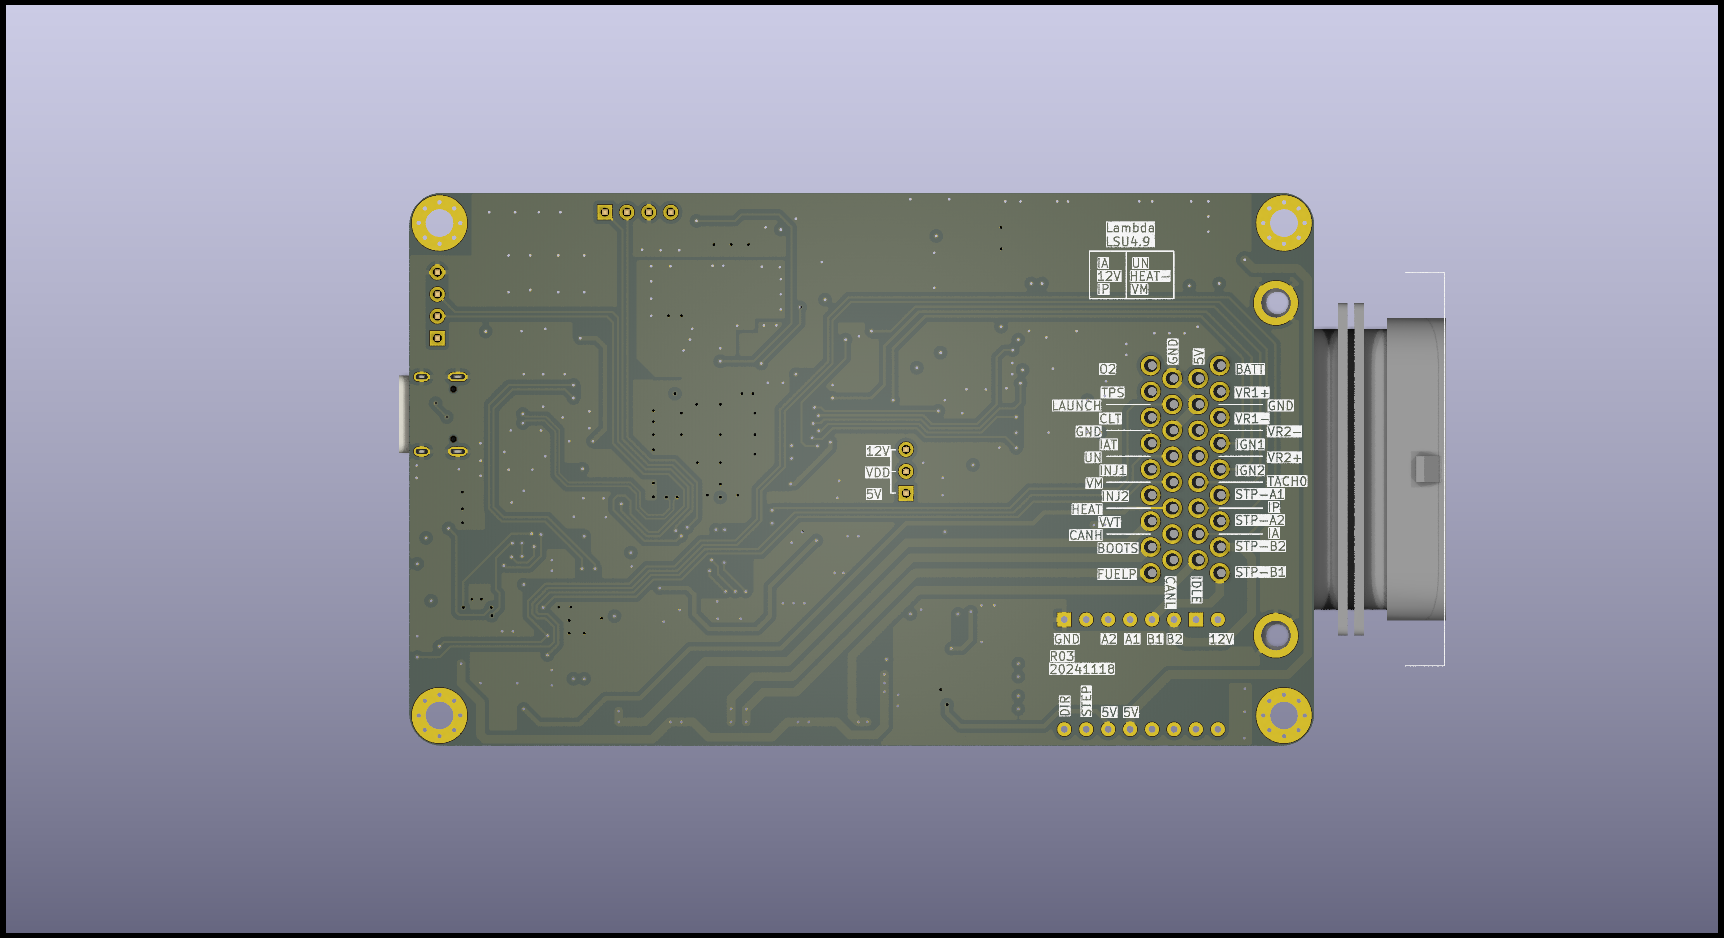 Lambda
LSU4.9
IA UN
12V HEAT-
IP VM
GND 5V
O2 BATT
TPS VR1+
LAUNCH GND
CLT VR1-
GND VR2-
IAT IGN1
UN VR2+
INJ1 IGN2
VM TACHO
INJ2 STP-A1
HEAT IP
VVT STP-A2
CANH IA
BOOTS STP-B2
FUELP STP-B1
CANL IDLE
12V
VDD
5V
GND A2 A1 B1 B2 12V
R03
20241118
DIR STEP 5V 5V